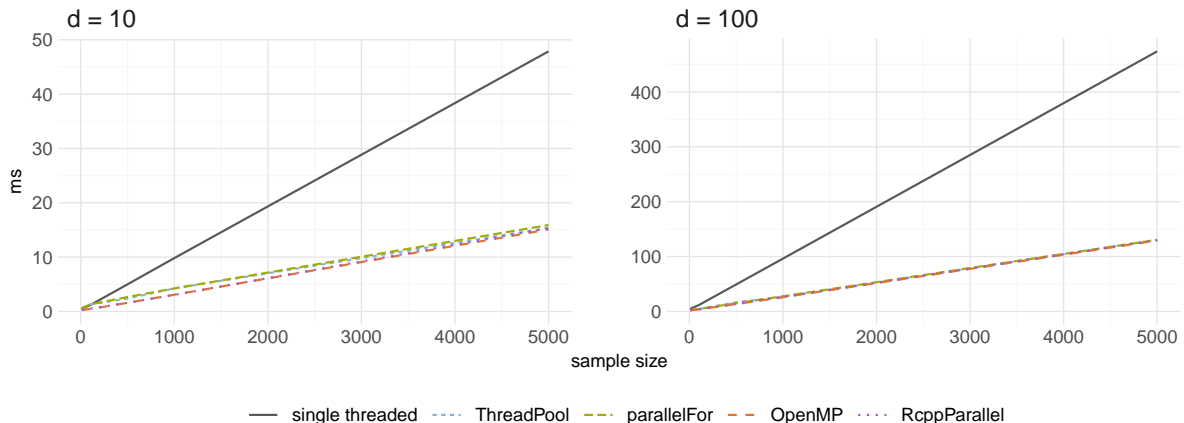 d = 10
d = 100
50
40
30
20
10
0
ms
400
300
200
100
0
0 1000 2000 3000 4000 5000
0 1000 2000 3000 4000 5000
sample size
single threaded ThreadPool parallelFor OpenMP RcppParallel